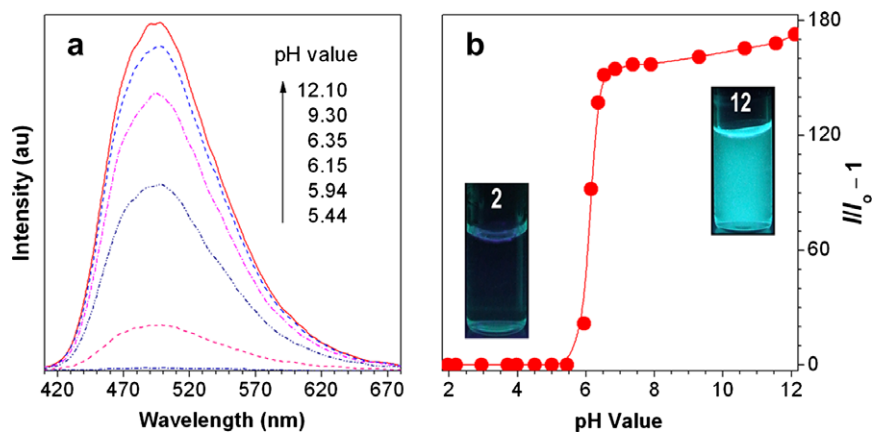 a
pH value
12.10
9.30
6.35
6.15
5.94
5.44
Intensity (au)
420 470 520 570 620 680
Wavelength (nm)
b
2
12
180
120
60
0
I/Io – 1
2 4 6 8 10 12
pH Value